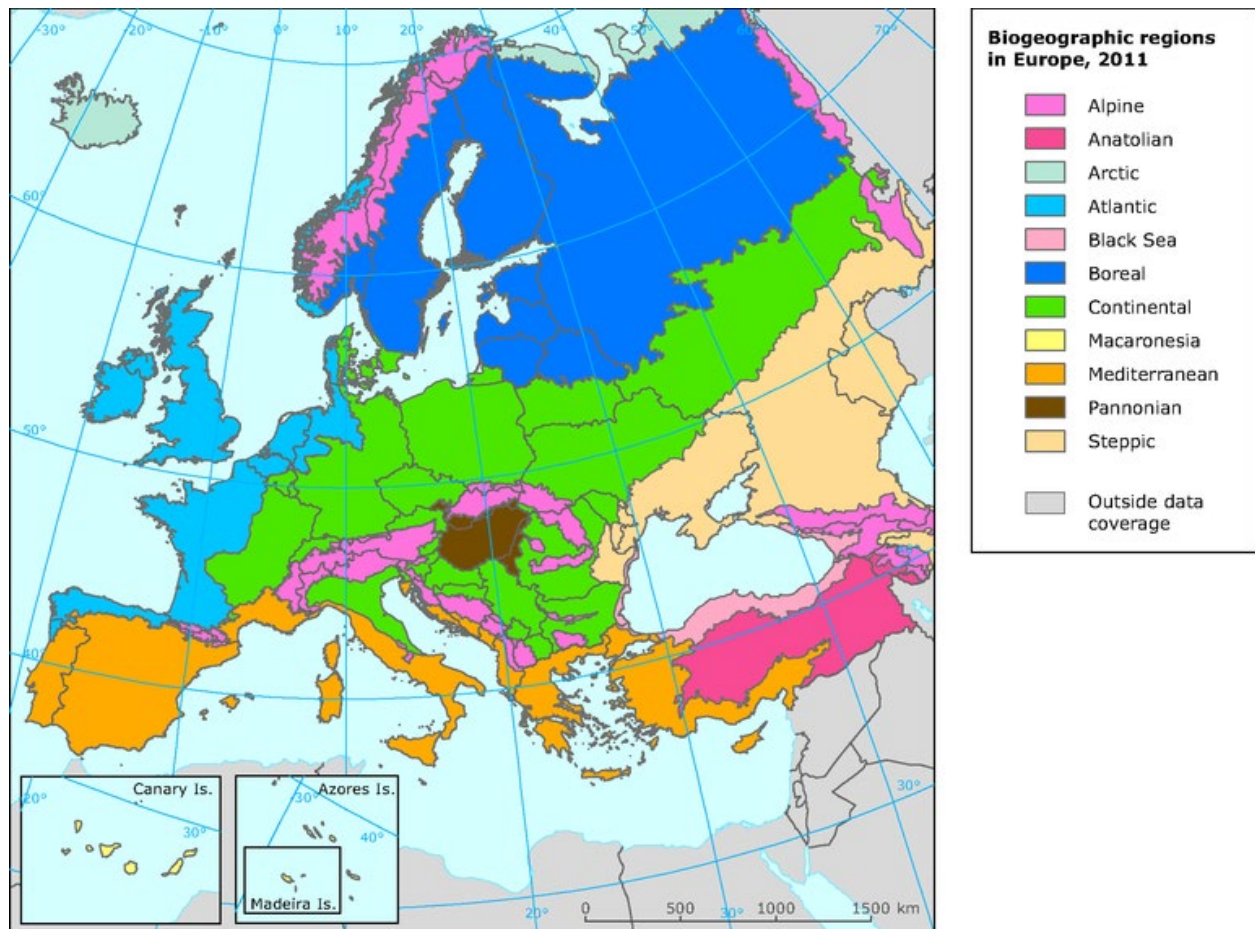 -30°
-20°
-10°
0°
10°
20°
30°
40°
50°
60°
70°
60°
50°
40°
50°
40°
30°
20°
30°
Canary Is.
20°
30°
Azores Is.
30°
40°
Madeira Is.
0 500 1000 1500 km
Biogeographic regions
in Europe, 2011
Alpine
Anatolian
Arctic
Atlantic
Black Sea
Boreal
Continental
Macaronesia
Mediterranean
Pannonian
Steppic
Outside data
coverage